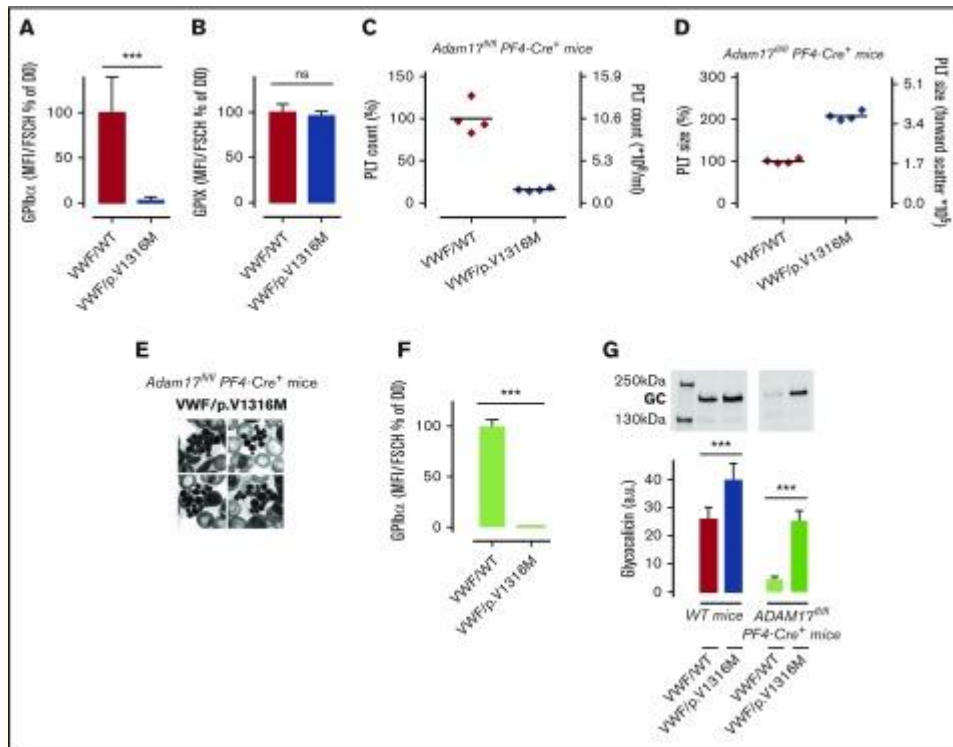 A
***
GPIbα (MFI/FSCH % of D0)
100
50
0
VWF/WT
VWF/p.V1316M
B
ns
GPIX (MFI/FSCH % of D0)
100
50
0
VWF/WT
VWF/p.V1316M
C
Adam17fl/fl PF4-Cre+ mice
PLT count (%)
150
100
50
0
15.9
10.6
5.3
0.0
PLT count (*10⁸/ml)
VWF/WT
VWF/p.V1316M
D
Adam17fl/fl PF4-Cre+ mice
PLT size (%)
300
200
100
0
5.1
3.4
1.7
0.0
PLT size (forward
scatter *10⁵)
VWF/WT
VWF/p.V1316M
E
Adam17fl/fl PF4-Cre+ mice
VWF/p.V1316M
F
***
GPIbα (MFI/FSCH % of D0)
100
50
0
VWF/WT
VWF/p.V1316M
G
250kDa
GC
130kDa
***
***
Glycocalicin (a.u.)
40
30
20
10
0
WT mice
ADAM17fl/fl
PF4-Cre+ mice
VWF/WT
VWF/p.V1316M
VWF/WT
VWF/p.V1316M